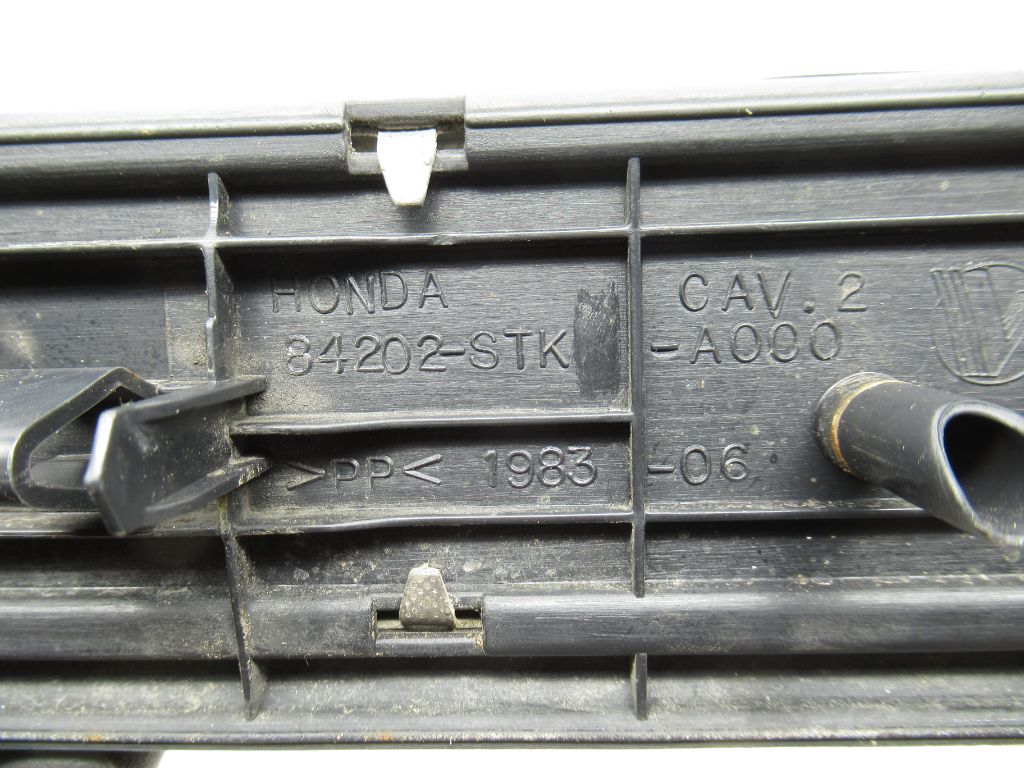 HONDA CAV. 2
84202-STK -A000
>PP< 1983 -06